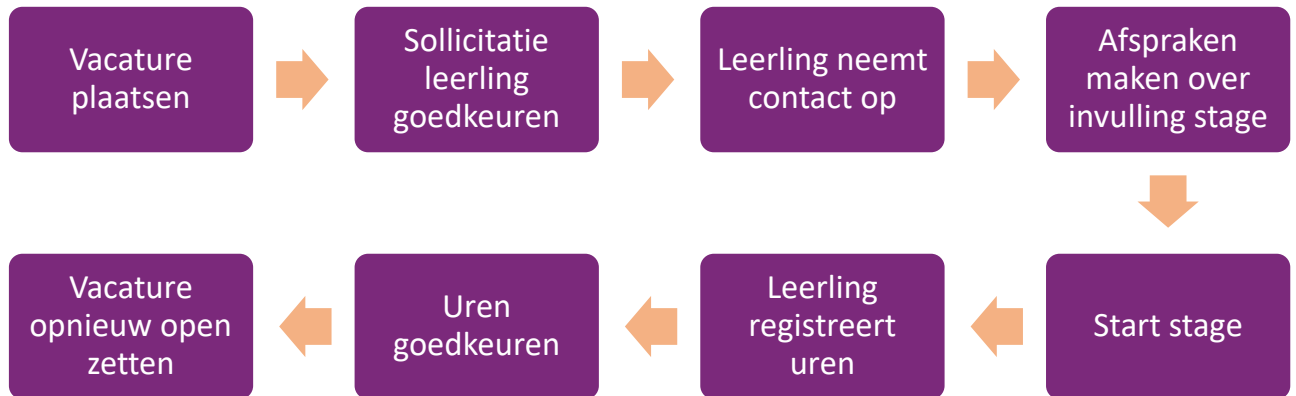 Vacature
plaatsen
Sollicitatie
leerling
goedkeuren
Leerling neemt
contact op
Afspraken
maken over
invulling stage
Start stage
Leerling
registreert
uren
Uren
goedkeuren
Vacature
opnieuw open
zetten